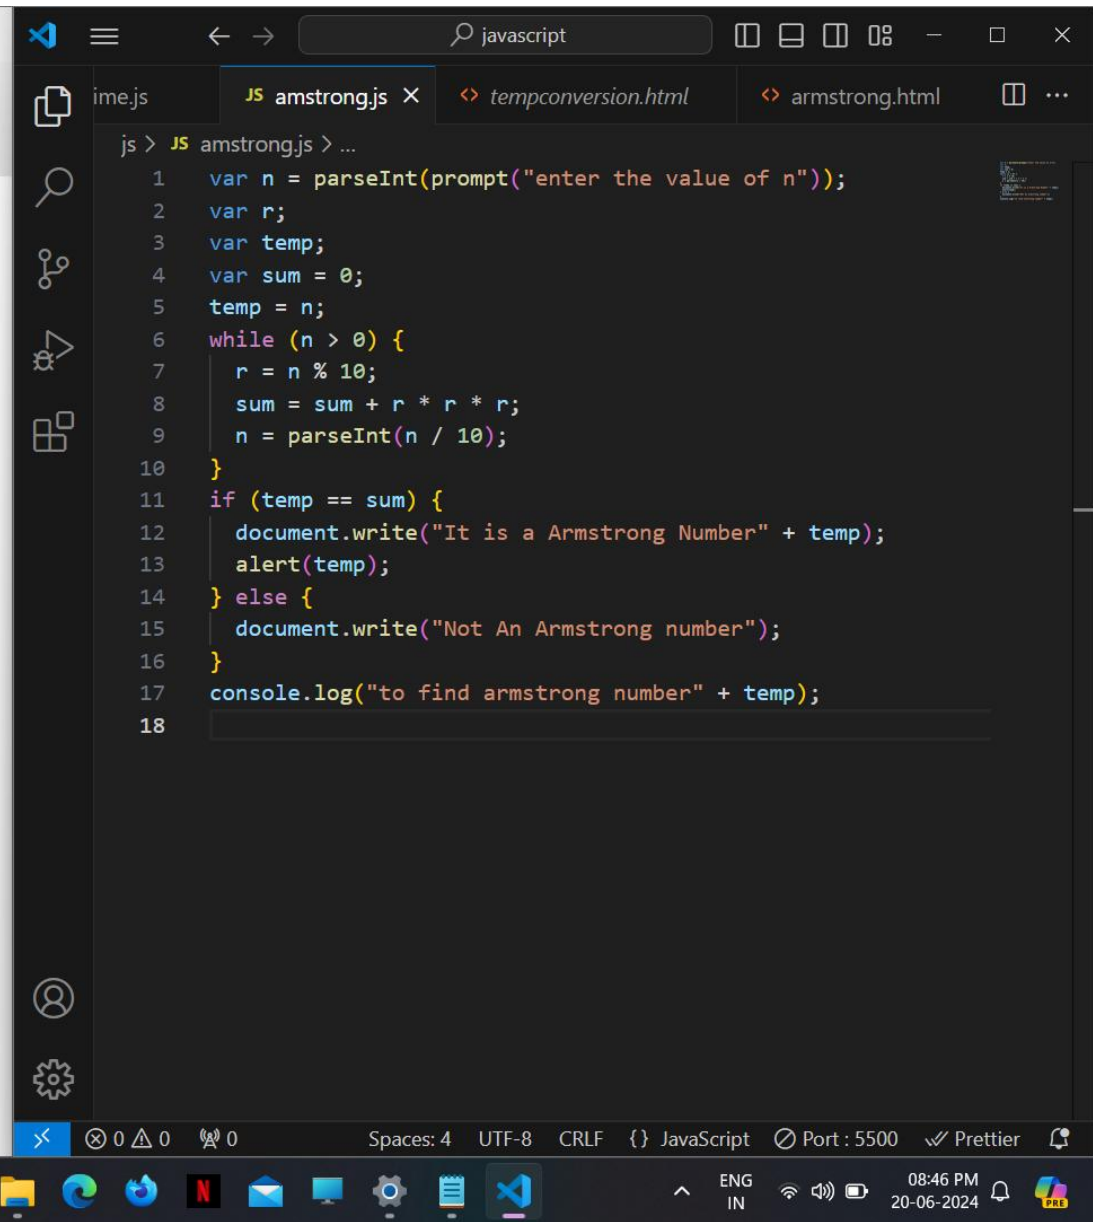 javascript
ime.js JS amstrong.js tempconversion.html armstrong.html
js > JS amstrong.js > ...
1 var n = parseInt(prompt("enter the value of n"));
2 var r;
3 var temp;
4 var sum = 0;
5 temp = n;
6 while (n > 0) {
7 r = n % 10;
8 sum = sum + r * r * r;
9 n = parseInt(n / 10);
10 }
11 if (temp == sum) {
12 document.write("It is a Armstrong Number" + temp);
13 alert(temp);
14 } else {
15 document.write("Not An Armstrong number");
16 }
17 console.log("to find armstrong number" + temp);
18
0 0 0 Spaces: 4 UTF-8 CRLF {} JavaScript Port : 5500 Prettier
N ENG 08:46 PM
IN 20-06-2024 PRE